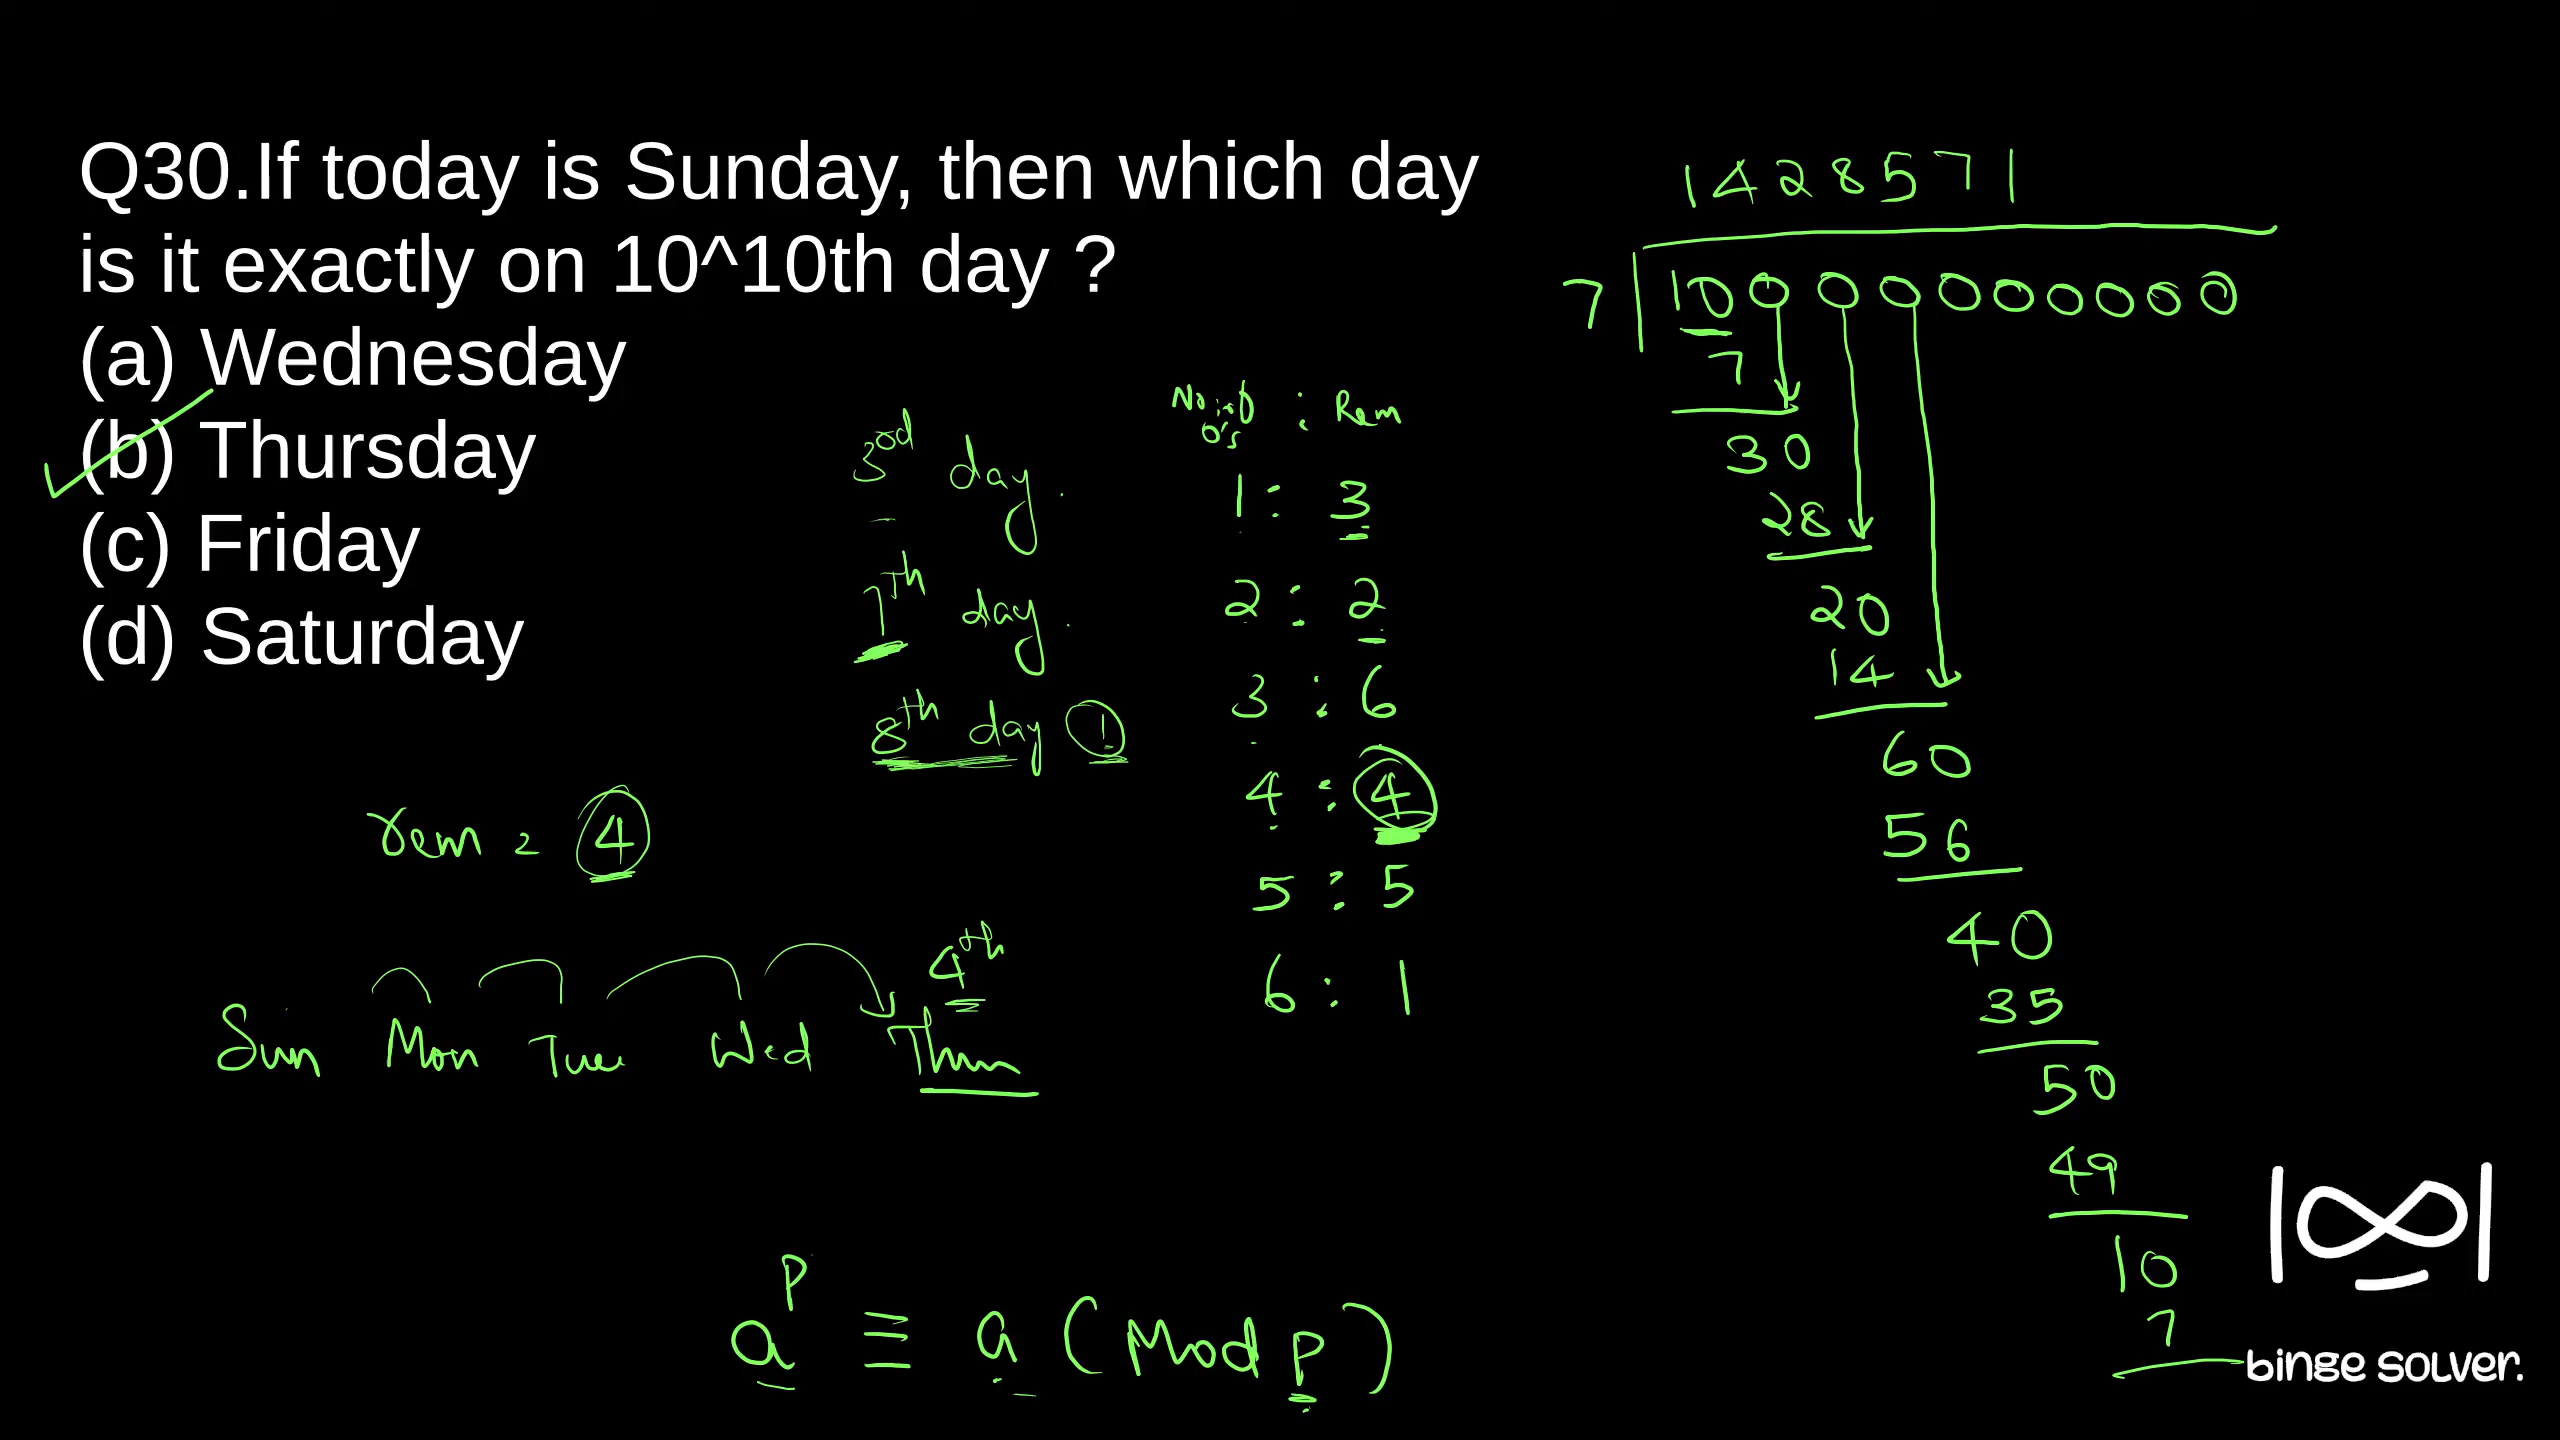 Q30.If today is Sunday, then which day
is it exactly on 10^10th day ?
(a) Wednesday
(b) Thursday
(c) Friday
(d) Saturday
3rd day.
7th day.
8th day 1
rem = 4
4th
Sun Mon Tue Wed Thur
a^p ≡ a (Mod p)
No. of 0's : Rem
1 : 3
2 : 2
3 : 6
4 : 4
5 : 5
6 : 1
1428571
7 10000000000
7
30
28
20
14
60
56
40
35
50
49
10
7
binge solver.